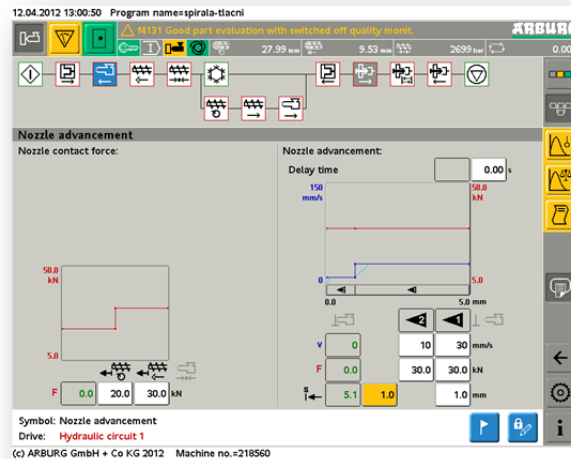 12.04.2012 13:00:50 Program name=spirala-tlacni
f4131 Good part evaluation with switched off quality monit.
ARBURG
27.99 mm 9.53 mm 2699 bar 0.00
Nozzle advancement
Nozzle contact force: Nozzle advancement:
Delay time 0.00 s
150 mm/s 50.0 kN
50.0 kN
0 5.0
0.0 5.0 mm
5.0
2 1
v 0 10 30 mm/s
F 0.0 20.0 30.0 kN
F 0.0 30.0 30.0 kN
s 5.1 1.0 1.0 mm
Symbol: Nozzle advancement
Drive: Hydraulic circuit 1
(c) ARBURG GmbH + Co KG 2012 Machine no.=218560